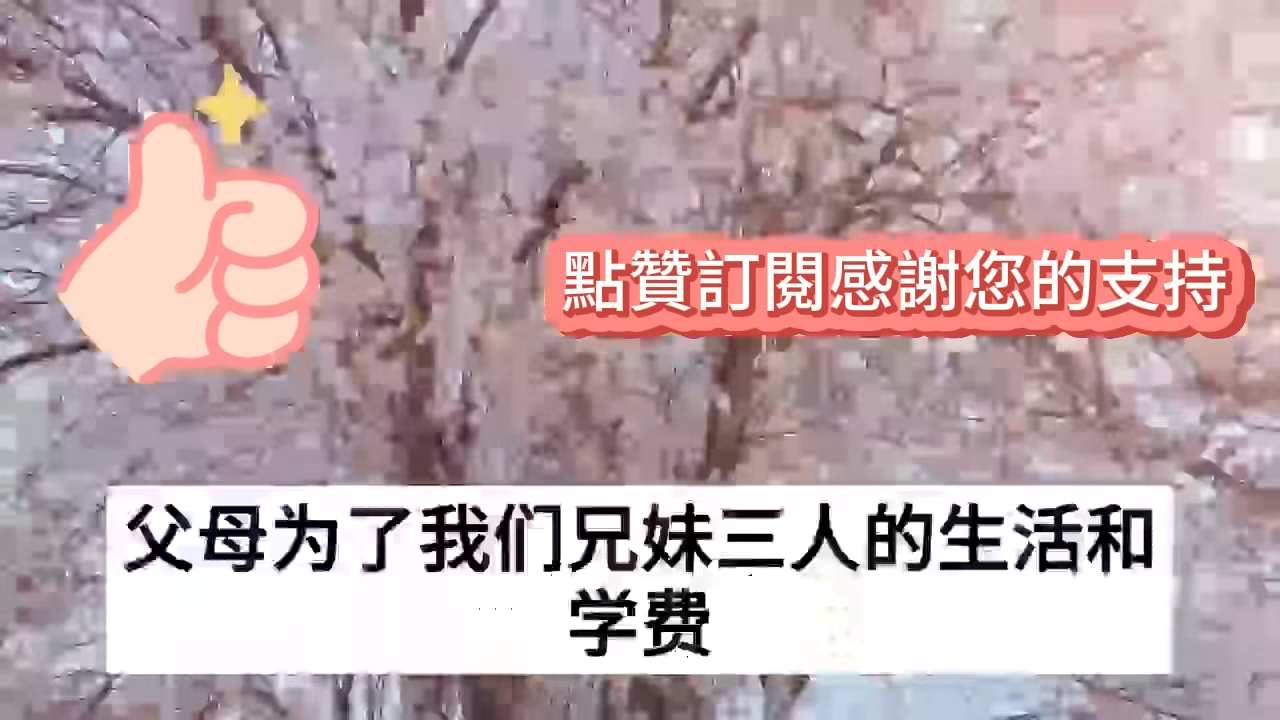 點贊訂閱感謝您的支持
父母为了我们兄妹三人的生活和
学费